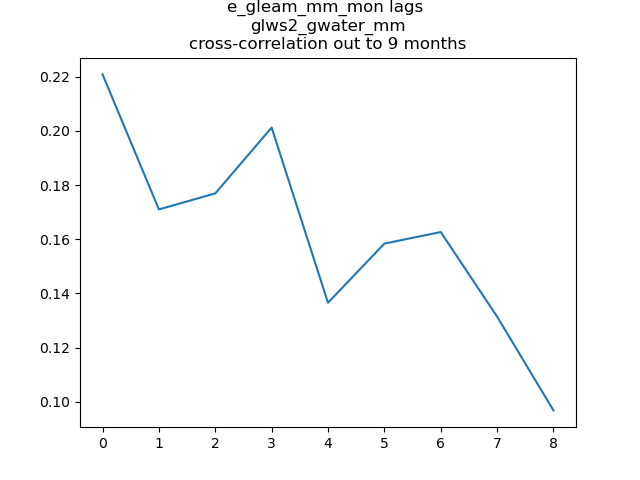 e_gleam_mm_mon lags
glws2_gwater_mm
cross-correlation out to 9 months
0.22
0.20
0.18
0.16
0.14
0.12
0.10
0 1 2 3 4 5 6 7 8